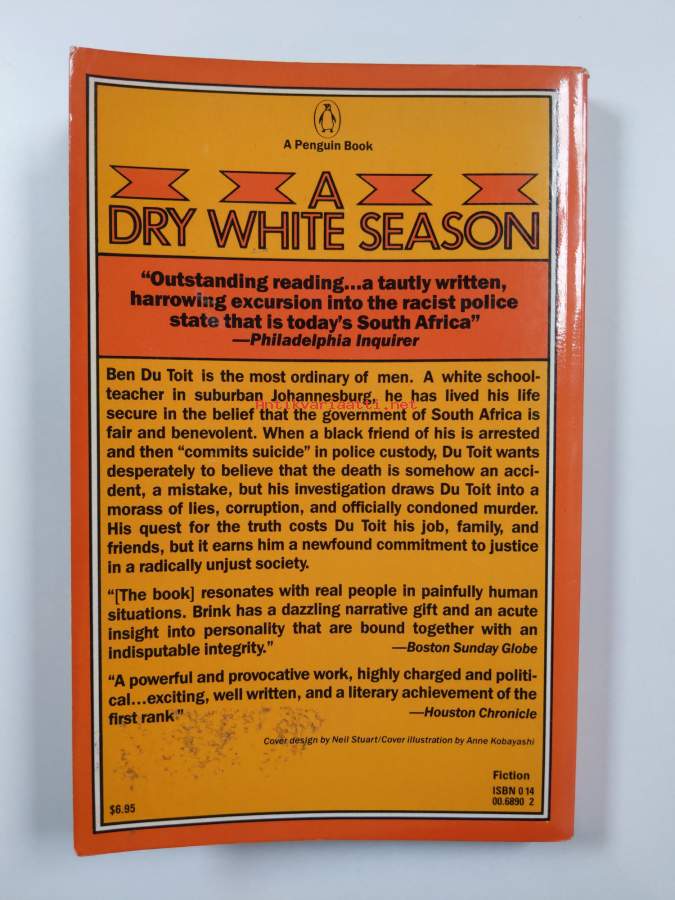 A Penguin Book
A
DRY WHITE SEASON
“Outstanding reading...a tautly written,
harrowing excursion into the racist police
state that is today’s South Africa”
—Philadelphia Inquirer
Ben Du Toit is the most ordinary of men. A white school-
teacher in suburban Johannesburg, he has lived his life
Antikvariaatti.net
secure in the belief that the government of South Africa is
fair and benevolent. When a black friend of his is arrested
and then “commits suicide” in police custody, Du Toit wants
desperately to believe that the death is somehow an acci-
dent, a mistake, but his investigation draws Du Toit into a
morass of lies, corruption, and officially condoned murder.
His quest for the truth costs Du Toit his job, family, and
friends, but it earns him a newfound commitment to justice
in a radically unjust society.
“[The book] resonates with real people in painfully human
situations. Brink has a dazzling narrative gift and an acute
insight into personality that are bound together with an
indisputable integrity.” —Boston Sunday Globe
“A powerful and provocative work, highly charged and politi-
cal...exciting, well written, and a literary achievement of the
first rank” —Houston Chronicle
Cover design by Neil Stuart/Cover illustration by Anne Kobayashi
Fiction
ISBN 0 14
00.6890 2
$6.95